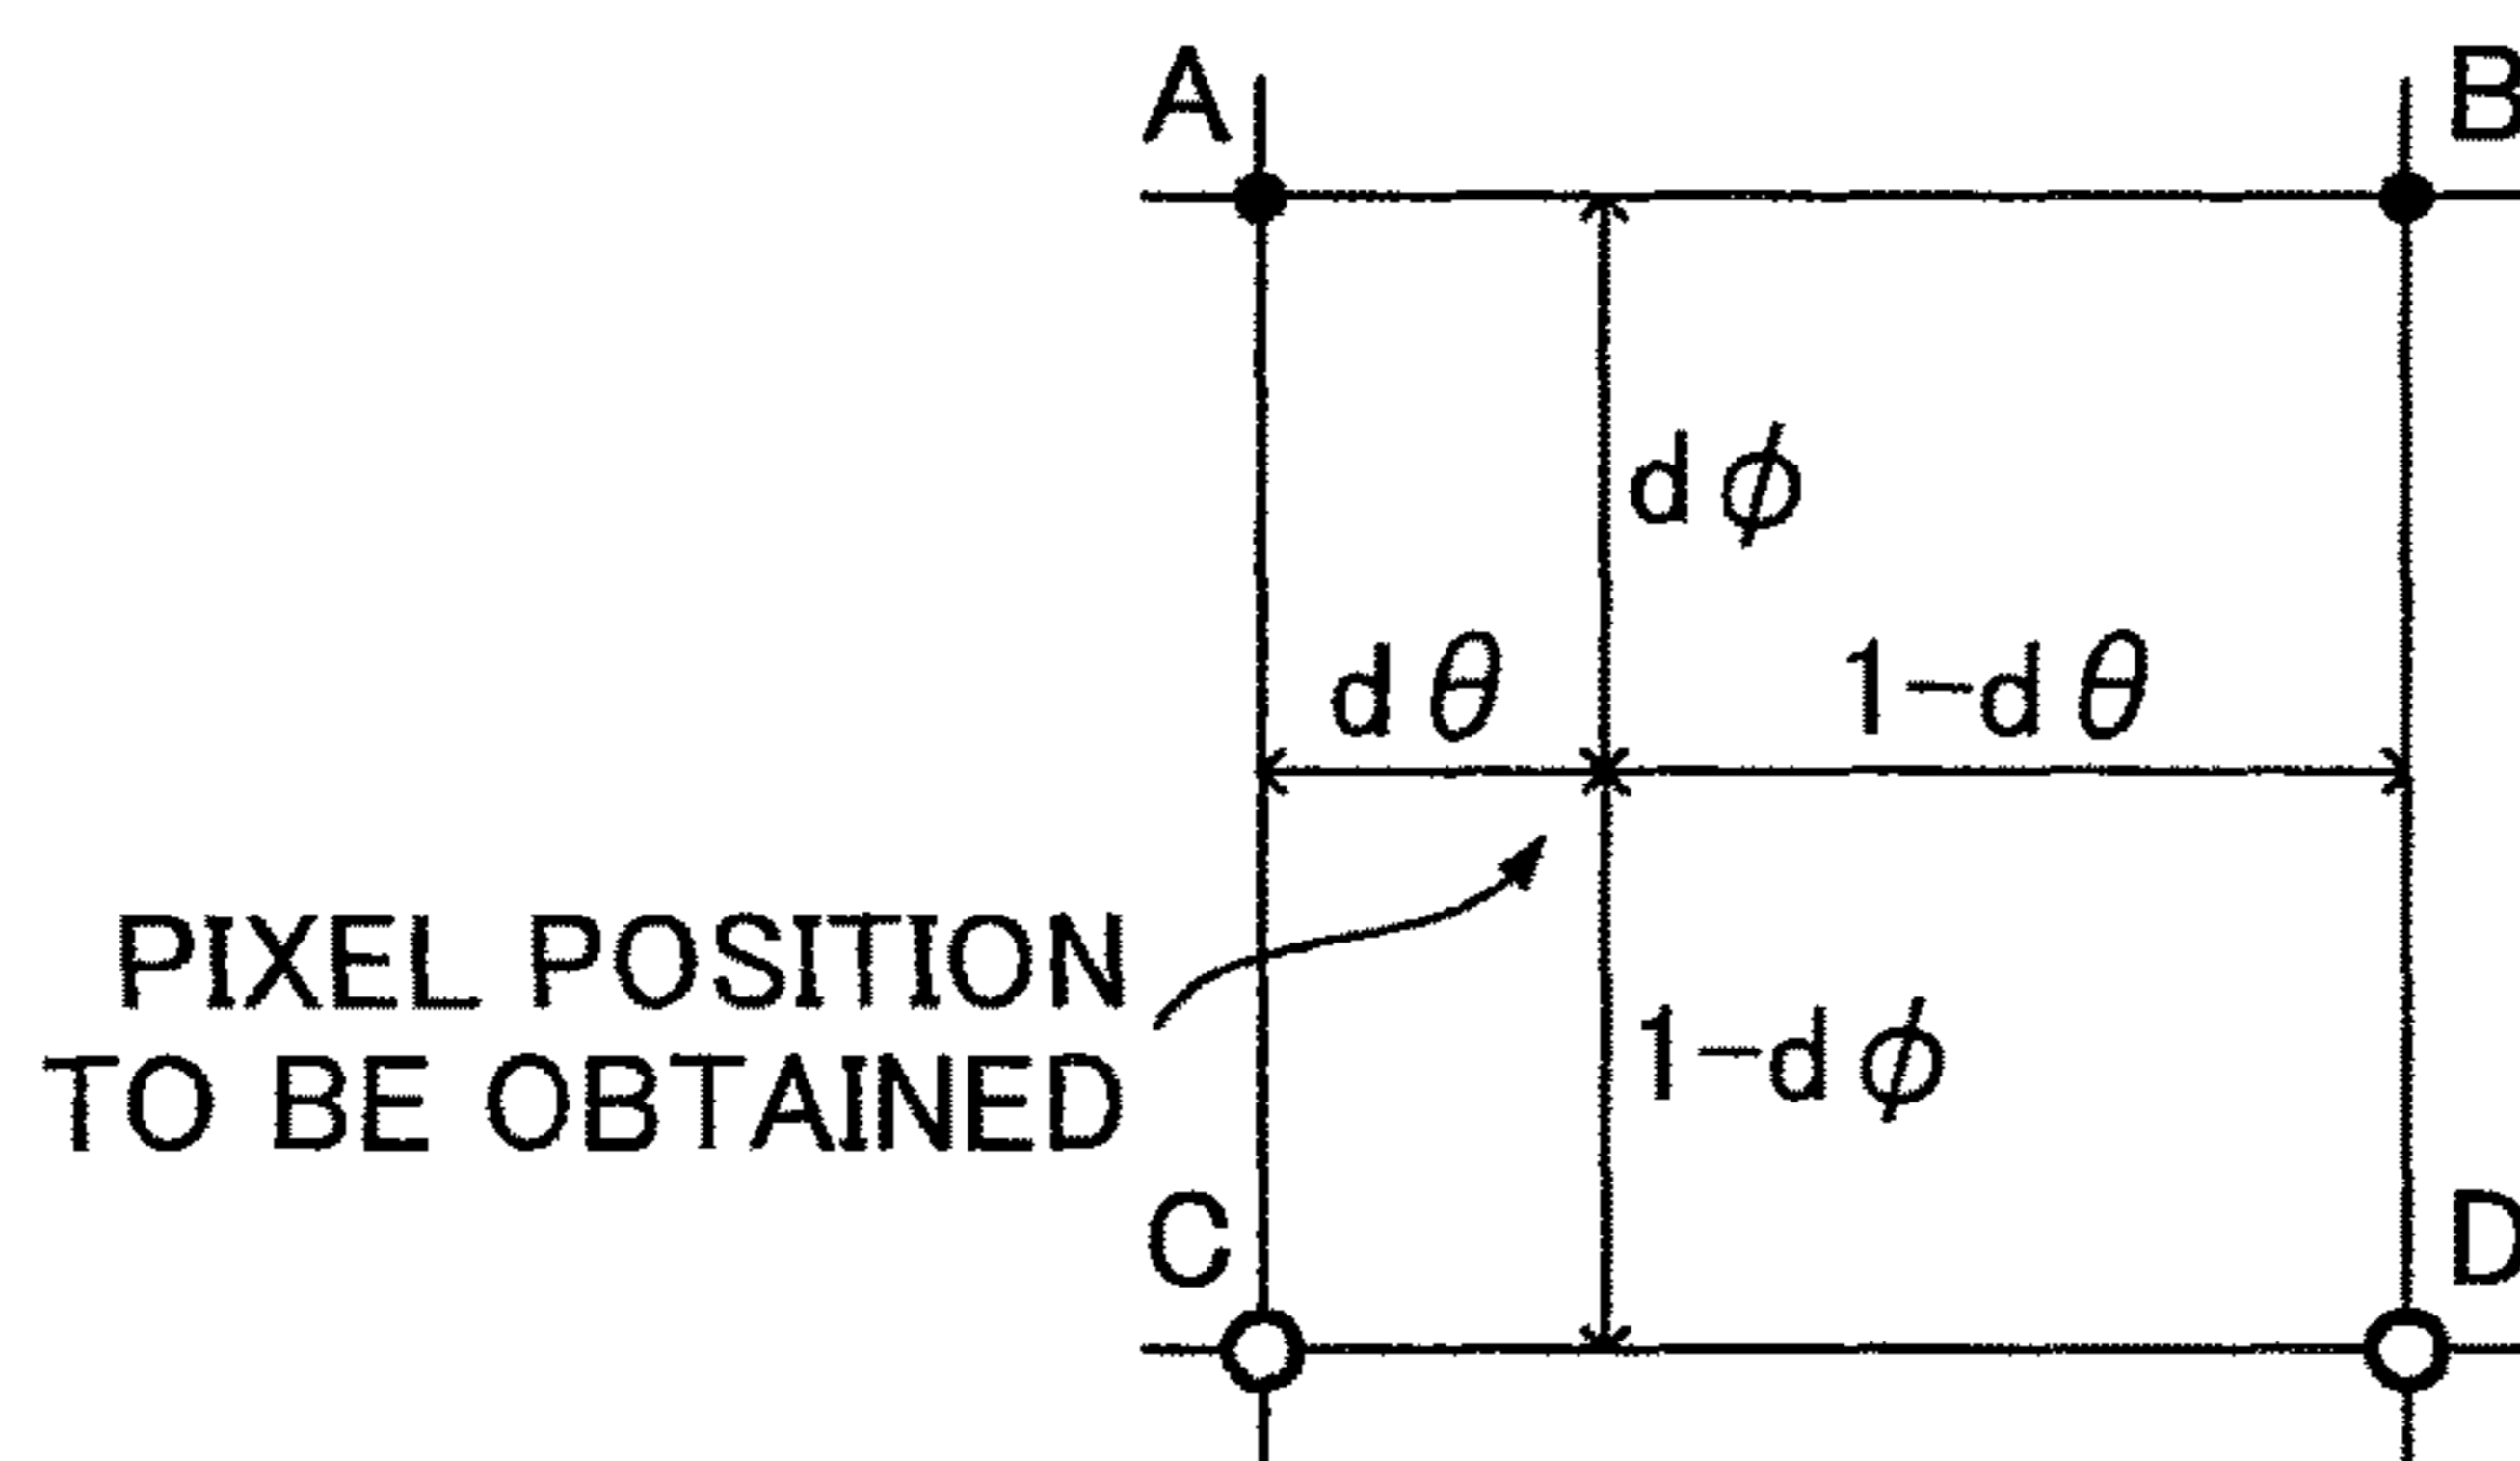 A
B
dϕ
dθ
1-dθ
PIXEL POSITION
TO BE OBTAINED
1-dϕ
C
D